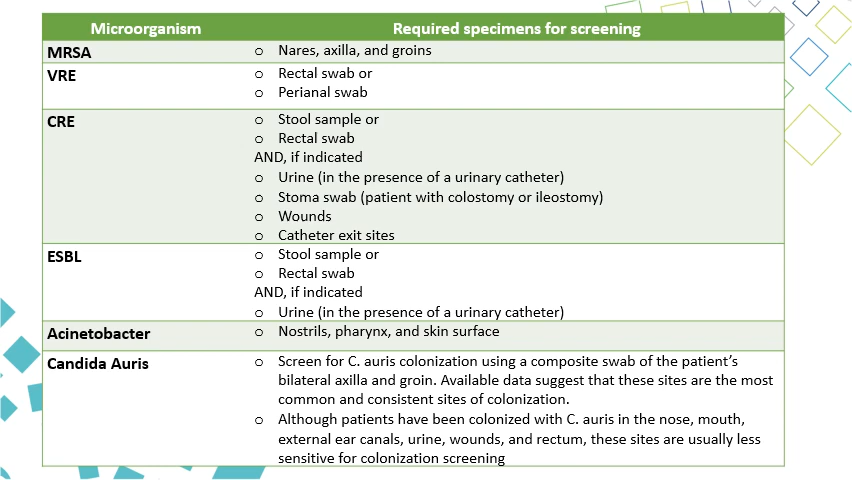 Microorganism Required specimens for screening
MRSA o Nares, axilla, and groins
VRE o Rectal swab or
o Perianal swab
CRE o Stool sample or
o Rectal swab
AND, if indicated
o Urine (in the presence of a urinary catheter)
o Stoma swab (patient with colostomy or ileostomy)
o Wounds
o Catheter exit sites
ESBL o Stool sample or
o Rectal swab
AND, if indicated
o Urine (in the presence of a urinary catheter)
Acinetobacter o Nostrils, pharynx, and skin surface
Candida Auris o Screen for C. auris colonization using a composite swab of the patient’s
bilateral axilla and groin. Available data suggest that these sites are the most
common and consistent sites of colonization.
o Although patients have been colonized with C. auris in the nose, mouth,
external ear canals, urine, wounds, and rectum, these sites are usually less
sensitive for colonization screening